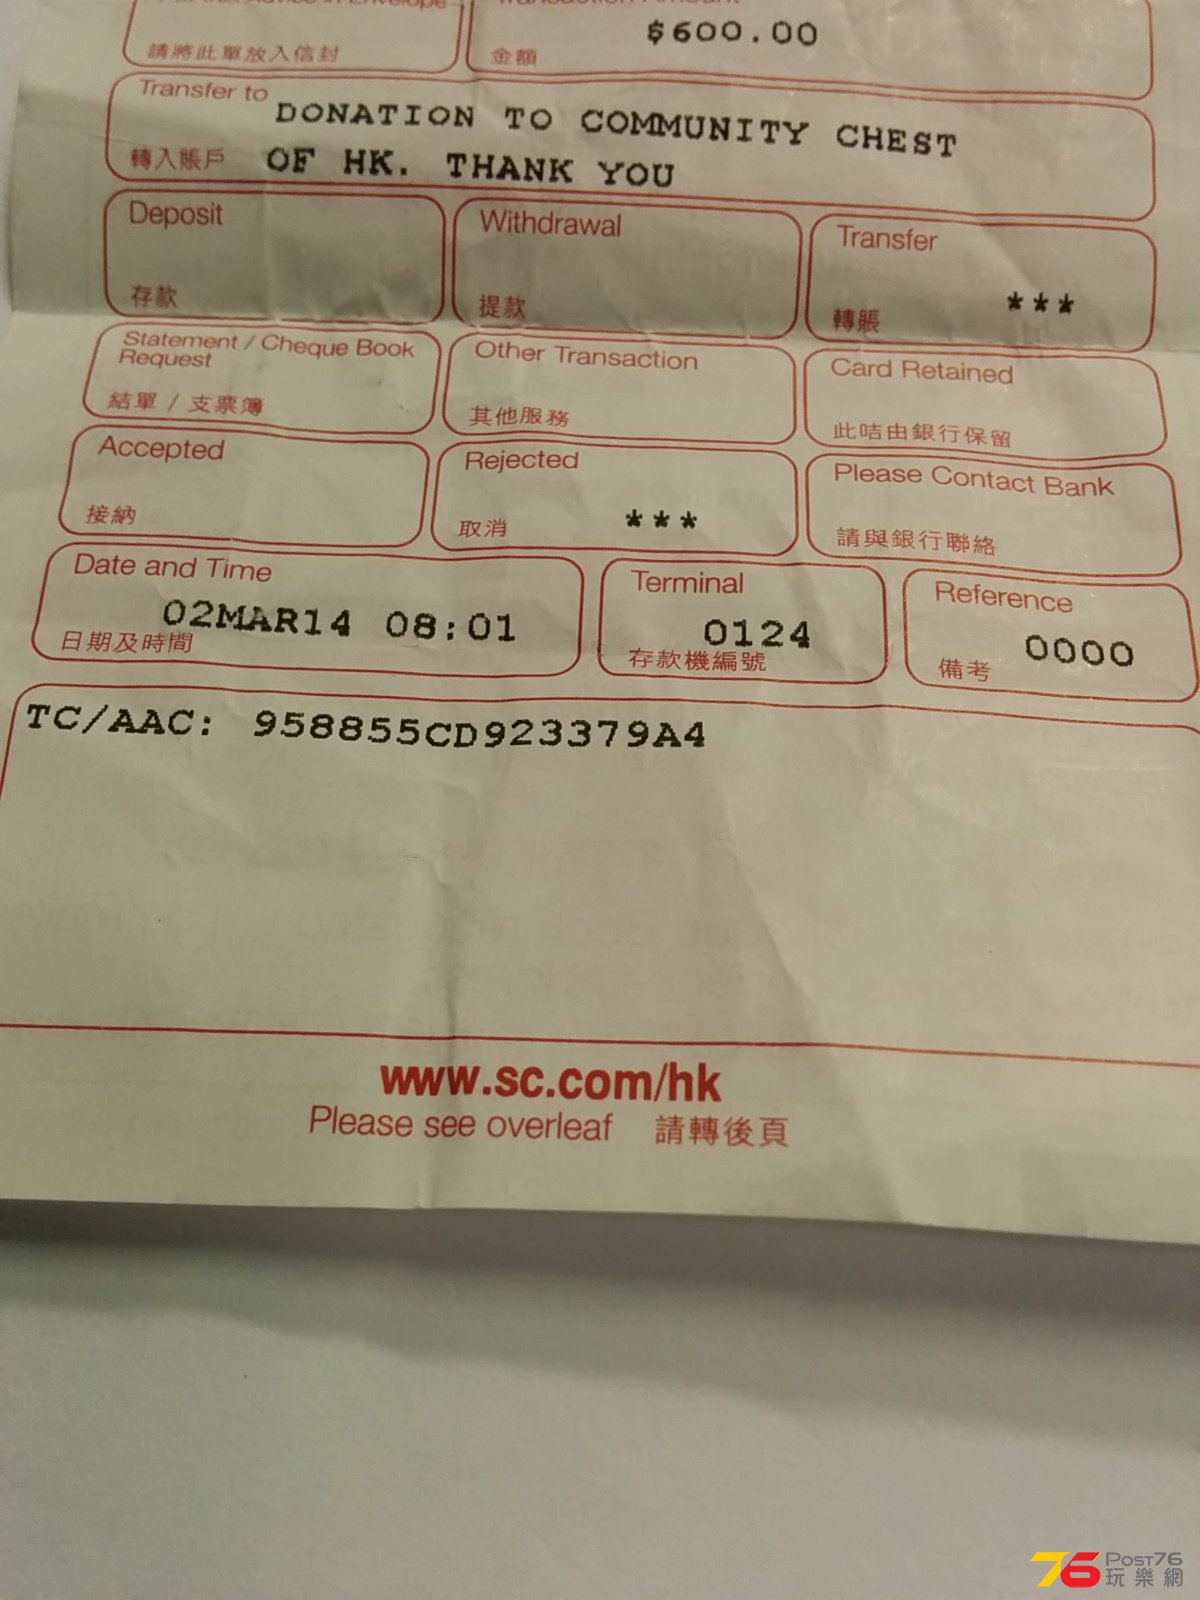 Advice in Envelope
請將此單放入信封
Transaction Amount
$600.00
金額
Transfer to
DONATION TO COMMUNITY CHEST
轉入賬戶 OF HK. THANK YOU
Deposit
存款
Withdrawal
提款
Transfer
轉賬 ***
Statement / Cheque Book
Request
結單 / 支票簿
Other Transaction
其他服務
Card Retained
此咭由銀行保留
Accepted
接納
Rejected
取消 ***
Please Contact Bank
請與銀行聯絡
Date and Time
02MAR14 08:01
日期及時間
Terminal
0124
存款機編號
Reference
0000
備考
TC/AAC: 958855CD923379A4
www.sc.com/hk
Please see overleaf 請轉後頁
76 POST76
玩樂網